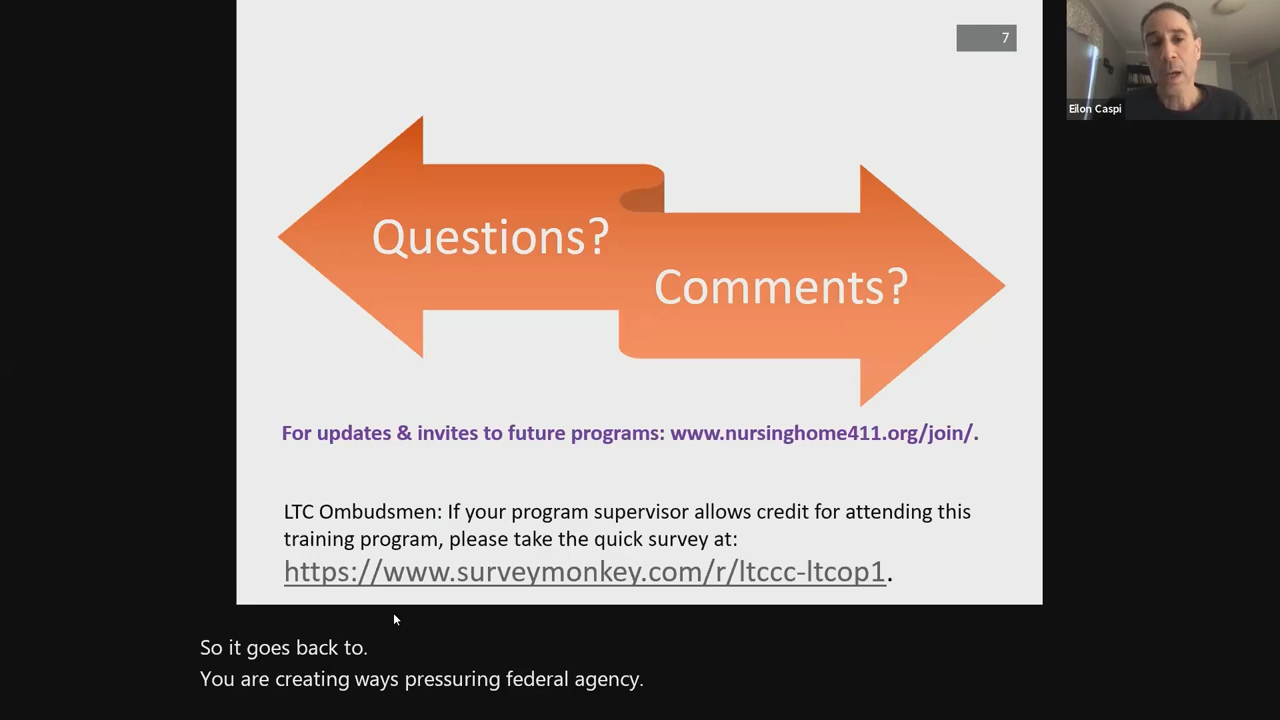 7
Eilon Caspi
Questions?
Comments?
For updates & invites to future programs: www.nursinghome411.org/join/.
LTC Ombudsmen: If your program supervisor allows credit for attending this
training program, please take the quick survey at:
https://www.surveymonkey.com/r/ltccc-ltcop1.
So it goes back to.
You are creating ways pressuring federal agency.